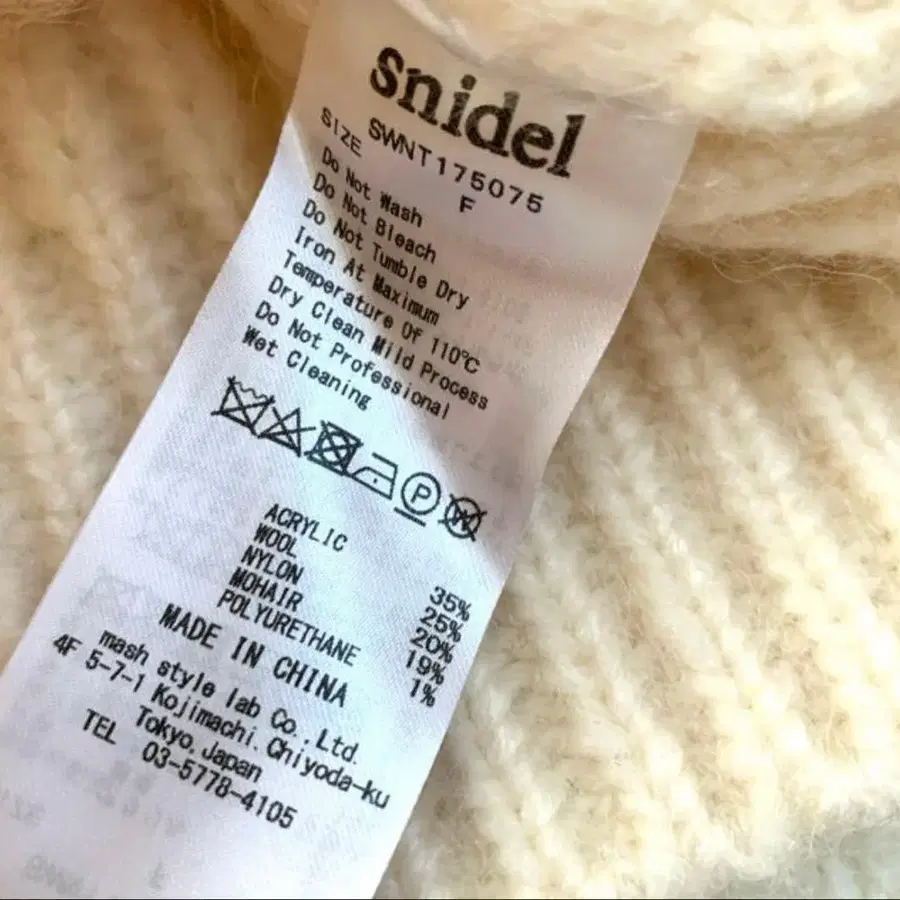 snidel
SWNT175075
SIZE F
Do Not Wash
Do Not Bleach
Do Not Tumble Dry
Iron At Maximum
Temperature Of 110℃
Dry Clean Mild Process
Do Not Professional
Wet Cleaning
P W
ACRYLIC 35%
WOOL 25%
NYLON 20%
MOHAIR 19%
POLYURETHANE 1%
MADE IN CHINA
mash style lab Co., Ltd.
4F 5-7-1 Kojimachi, Chiyoda-ku
Tokyo, Japan
TEL 03-5778-4105